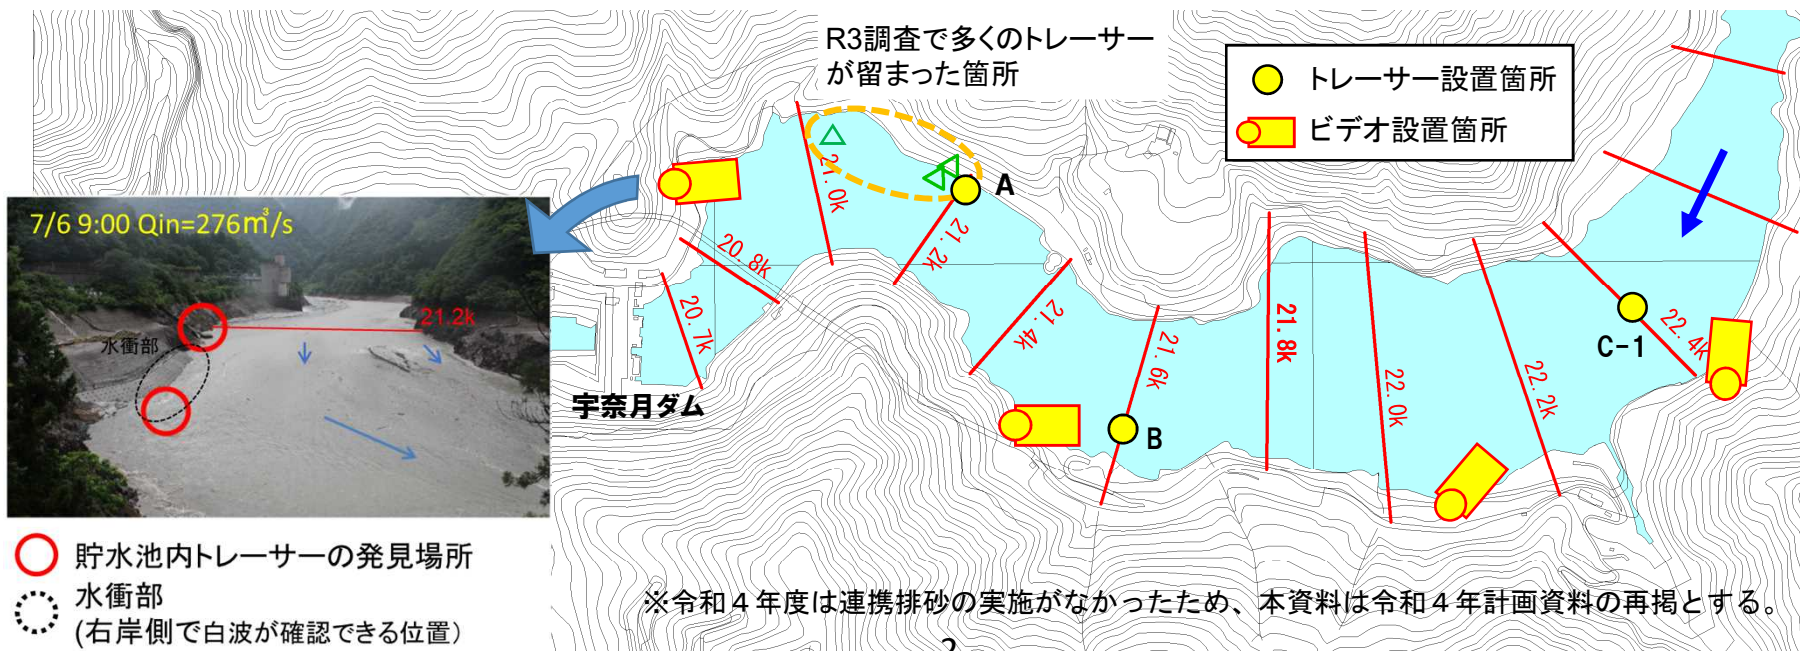 R3調査で多くのトレーサー
が留まった箇所
トレーサー設置箇所
ビデオ設置箇所
7/6 9:00 Qin=276㎥/s
21.2k
水衝部
20.7k
20.8k
21.0k
21.2k
21.4k
21.6k
21.8k
22.0k
22.2k
22.4k
A
B
C-1
宇奈月ダム
貯水池内トレーサーの発見場所
水衝部
(右岸側で白波が確認できる位置)
※令和４年度は連携排砂の実施がなかったため、本資料は令和４年計画資料の再掲とする。
2